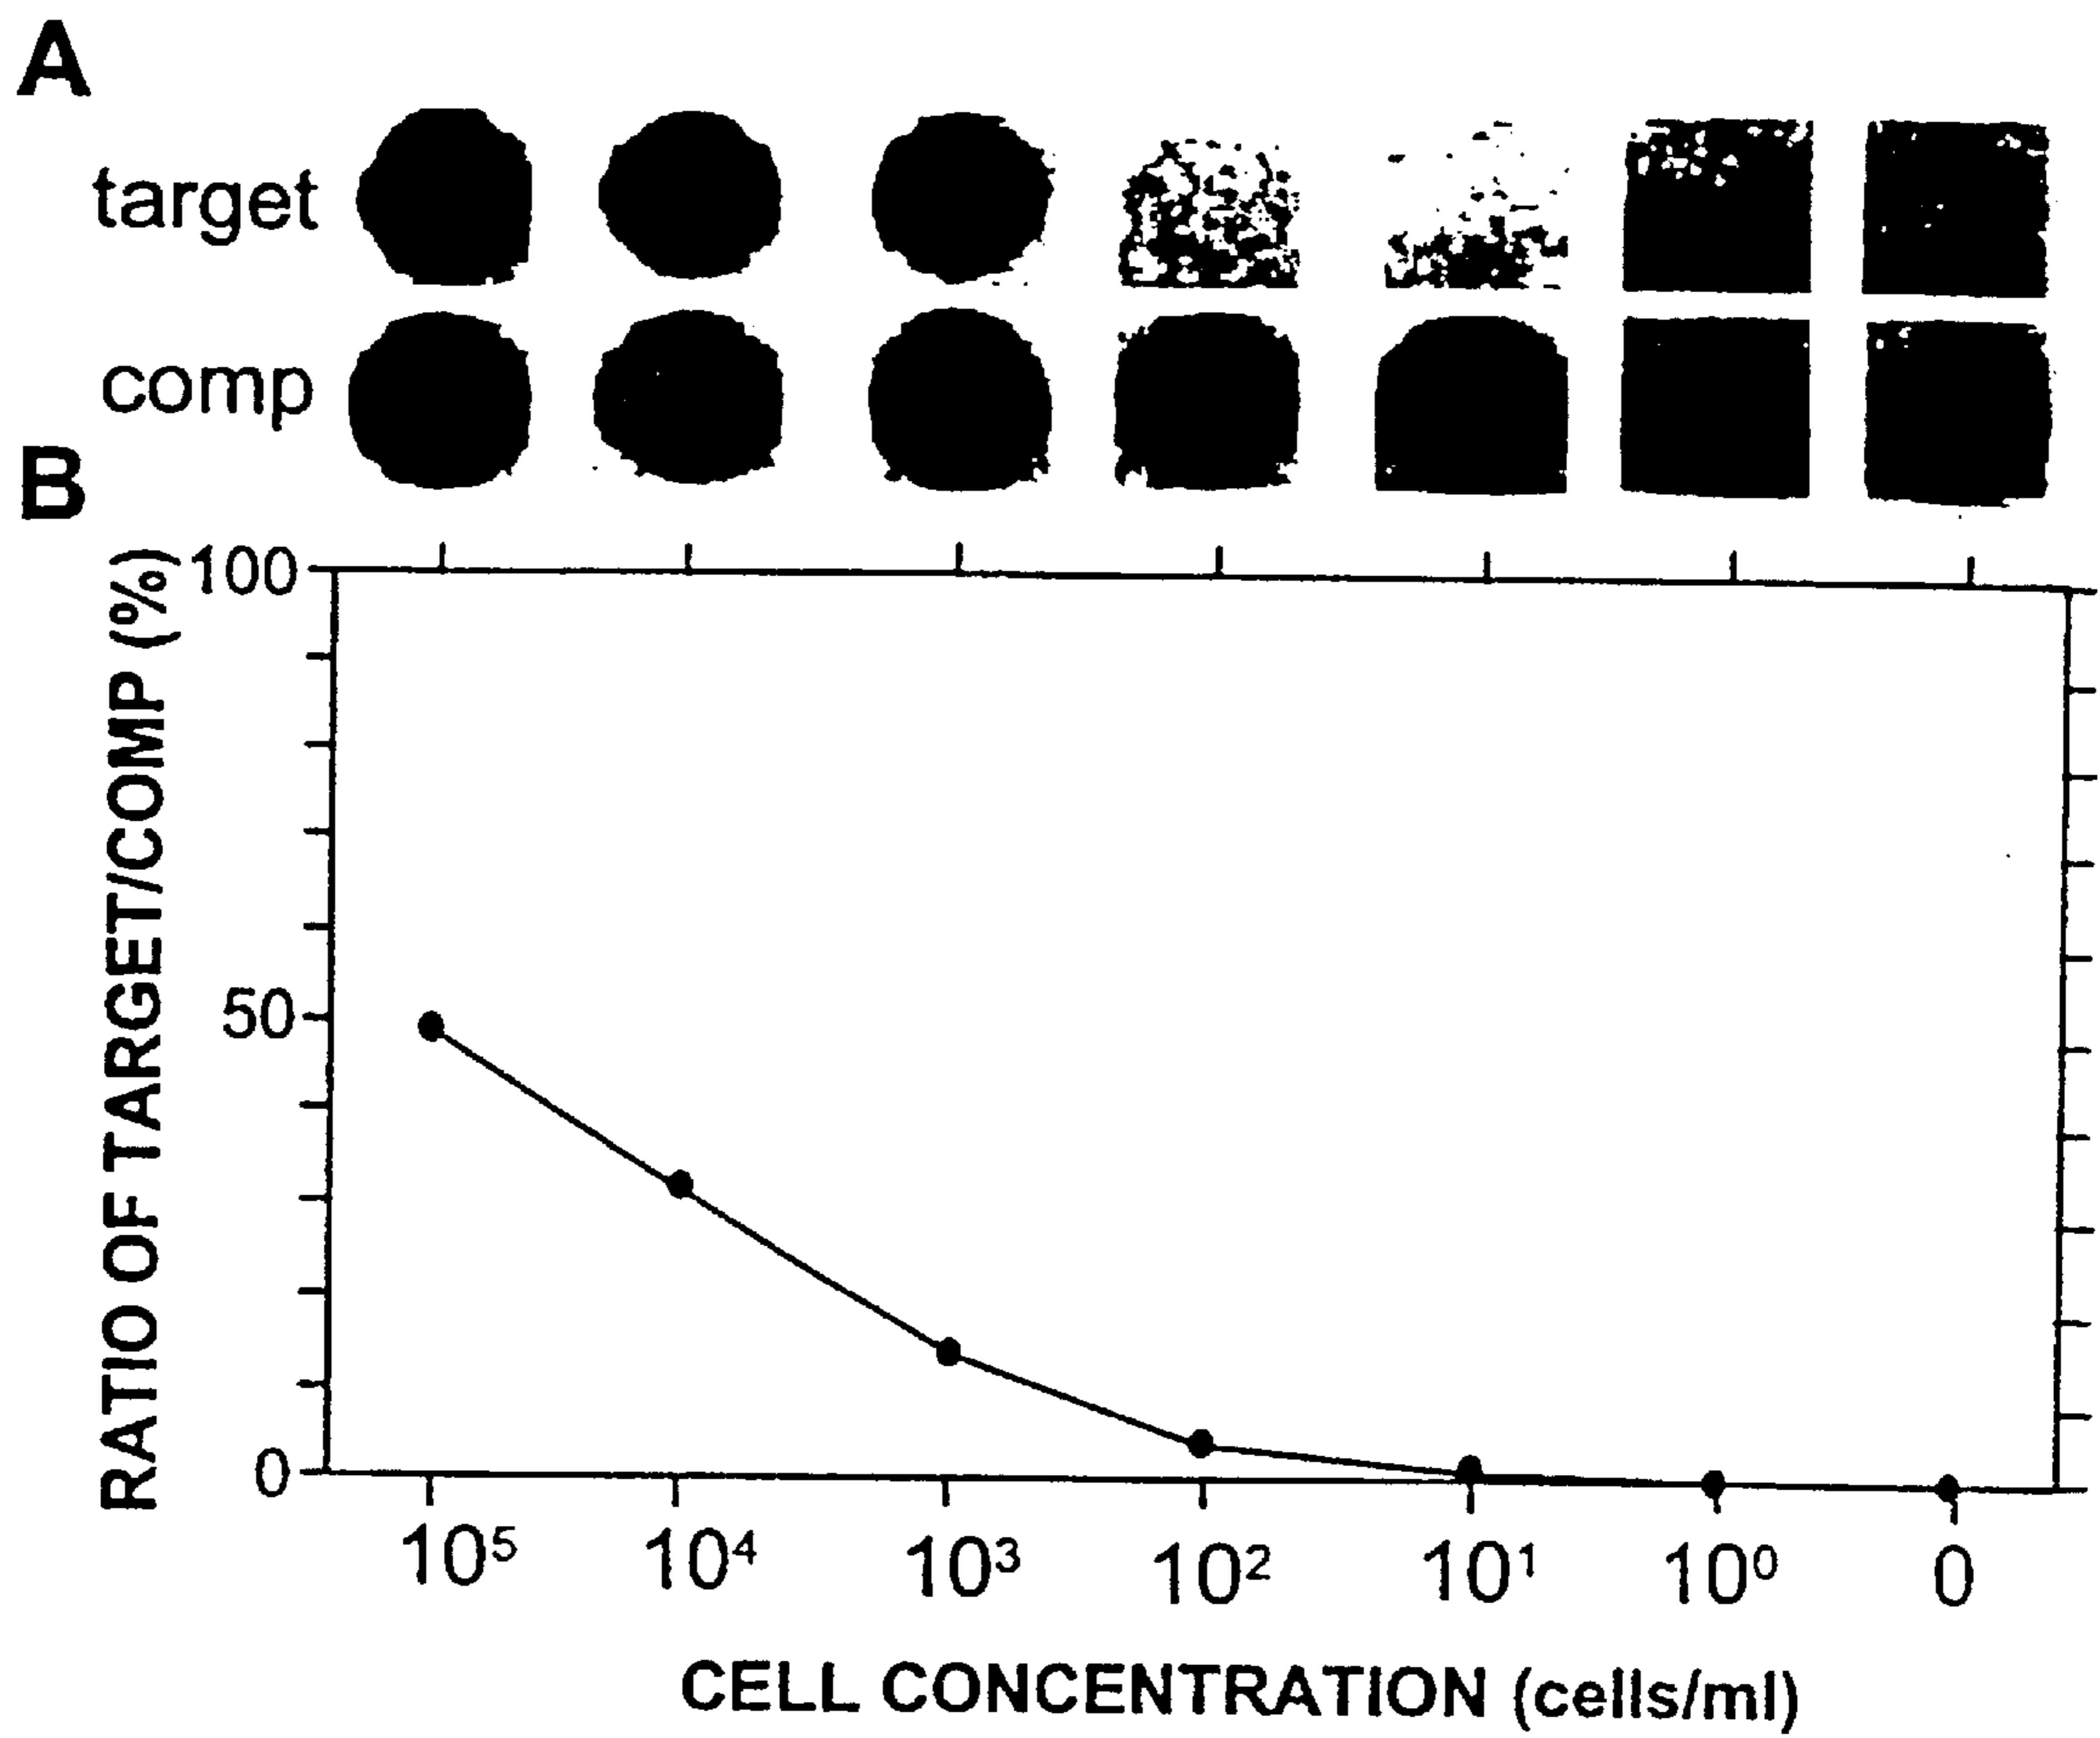 A
target
comp
B
RATIO OF TARGET/COMP (%)
100
50
0
10⁵ 10⁴ 10³ 10² 10¹ 10⁰ 0
CELL CONCENTRATION (cells/ml)